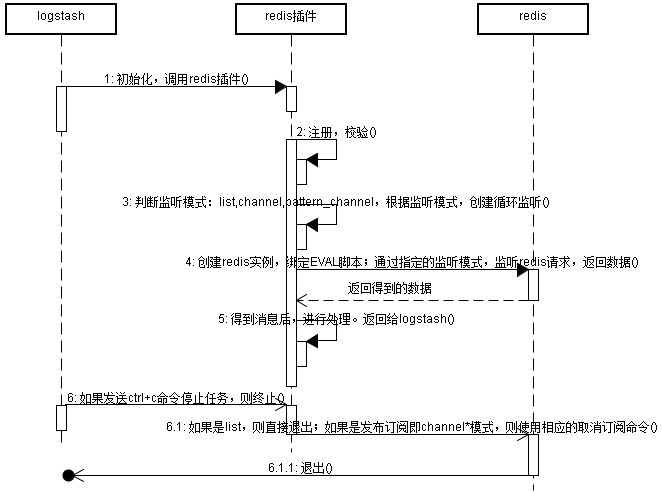 logstash
redis插件
redis
1: 初始化，调用redis插件()
2: 注册，校验()
3: 判断监听模式：list,channel,pattern_channel，根据监听模式，创建循环监听()
4: 创建redis实例，绑定EVAL脚本；通过指定的监听模式，监听redis请求，返回数据()
返回得到的数据
5: 得到消息后，进行处理。返回给logstash()
6: 如果发送ctrl+c命令停止任务，则终止()
6.1: 如果是list，则直接退出；如果是发布订阅即channel*模式，则使用相应的取消订阅命令()
6.1.1: 退出()